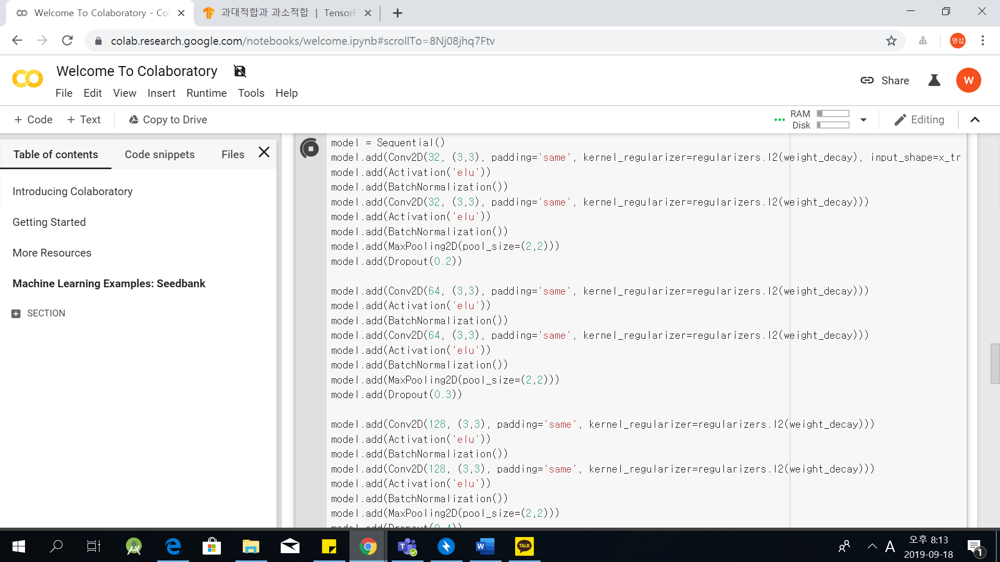 Welcome To Colaboratory - Col
과대적합과 과소적합 | TensorF
colab.research.google.com/notebooks/welcome.ipynb#scrollTo=8Nj08jhq7Ftv
명섭
Welcome To Colaboratory
Share
W
File Edit View Insert Runtime Tools Help
+ Code + Text Copy to Drive
RAM
Disk
Editing
Table of contents Code snippets Files
Introducing Colaboratory
Getting Started
More Resources
Machine Learning Examples: Seedbank
SECTION
model = Sequential()
model.add(Conv2D(32, (3,3), padding='same', kernel_regularizer=regularizers.l2(weight_decay), input_shape=x_tr
model.add(Activation('elu'))
model.add(BatchNormalization())
model.add(Conv2D(32, (3,3), padding='same', kernel_regularizer=regularizers.l2(weight_decay)))
model.add(Activation('elu'))
model.add(BatchNormalization())
model.add(MaxPooling2D(pool_size=(2,2)))
model.add(Dropout(0.2))
model.add(Conv2D(64, (3,3), padding='same', kernel_regularizer=regularizers.l2(weight_decay)))
model.add(Activation('elu'))
model.add(BatchNormalization())
model.add(Conv2D(64, (3,3), padding='same', kernel_regularizer=regularizers.l2(weight_decay)))
model.add(Activation('elu'))
model.add(BatchNormalization())
model.add(MaxPooling2D(pool_size=(2,2)))
model.add(Dropout(0.3))
model.add(Conv2D(128, (3,3), padding='same', kernel_regularizer=regularizers.l2(weight_decay)))
model.add(Activation('elu'))
model.add(BatchNormalization())
model.add(Conv2D(128, (3,3), padding='same', kernel_regularizer=regularizers.l2(weight_decay)))
model.add(Activation('elu'))
model.add(BatchNormalization())
model.add(MaxPooling2D(pool_size=(2,2)))
model.add(Dropout(0.4))
TALK
A
오후 8:13
2019-09-18
1